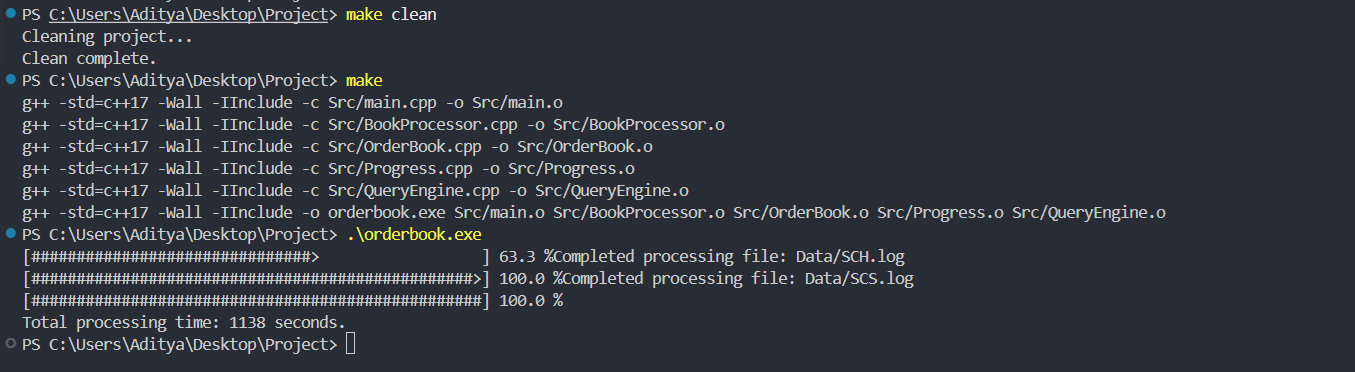 PS C:\Users\Aditya\Desktop\Project> make clean
Cleaning project...
Clean complete.
PS C:\Users\Aditya\Desktop\Project> make
g++ -std=c++17 -Wall -IInclude -c Src/main.cpp -o Src/main.o
g++ -std=c++17 -Wall -IInclude -c Src/BookProcessor.cpp -o Src/BookProcessor.o
g++ -std=c++17 -Wall -IInclude -c Src/OrderBook.cpp -o Src/OrderBook.o
g++ -std=c++17 -Wall -IInclude -c Src/Progress.cpp -o Src/Progress.o
g++ -std=c++17 -Wall -IInclude -c Src/QueryEngine.cpp -o Src/QueryEngine.o
g++ -std=c++17 -Wall -IInclude -o orderbook.exe Src/main.o Src/BookProcessor.o Src/OrderBook.o Src/Progress.o Src/QueryEngine.o
PS C:\Users\Aditya\Desktop\Project> .\orderbook.exe
[###############################>                  ] 63.3 %Completed processing file: Data/SCH.log
[#################################################>] 100.0 %Completed processing file: Data/SCS.log
[##################################################] 100.0 %
Total processing time: 1138 seconds.
PS C:\Users\Aditya\Desktop\Project>